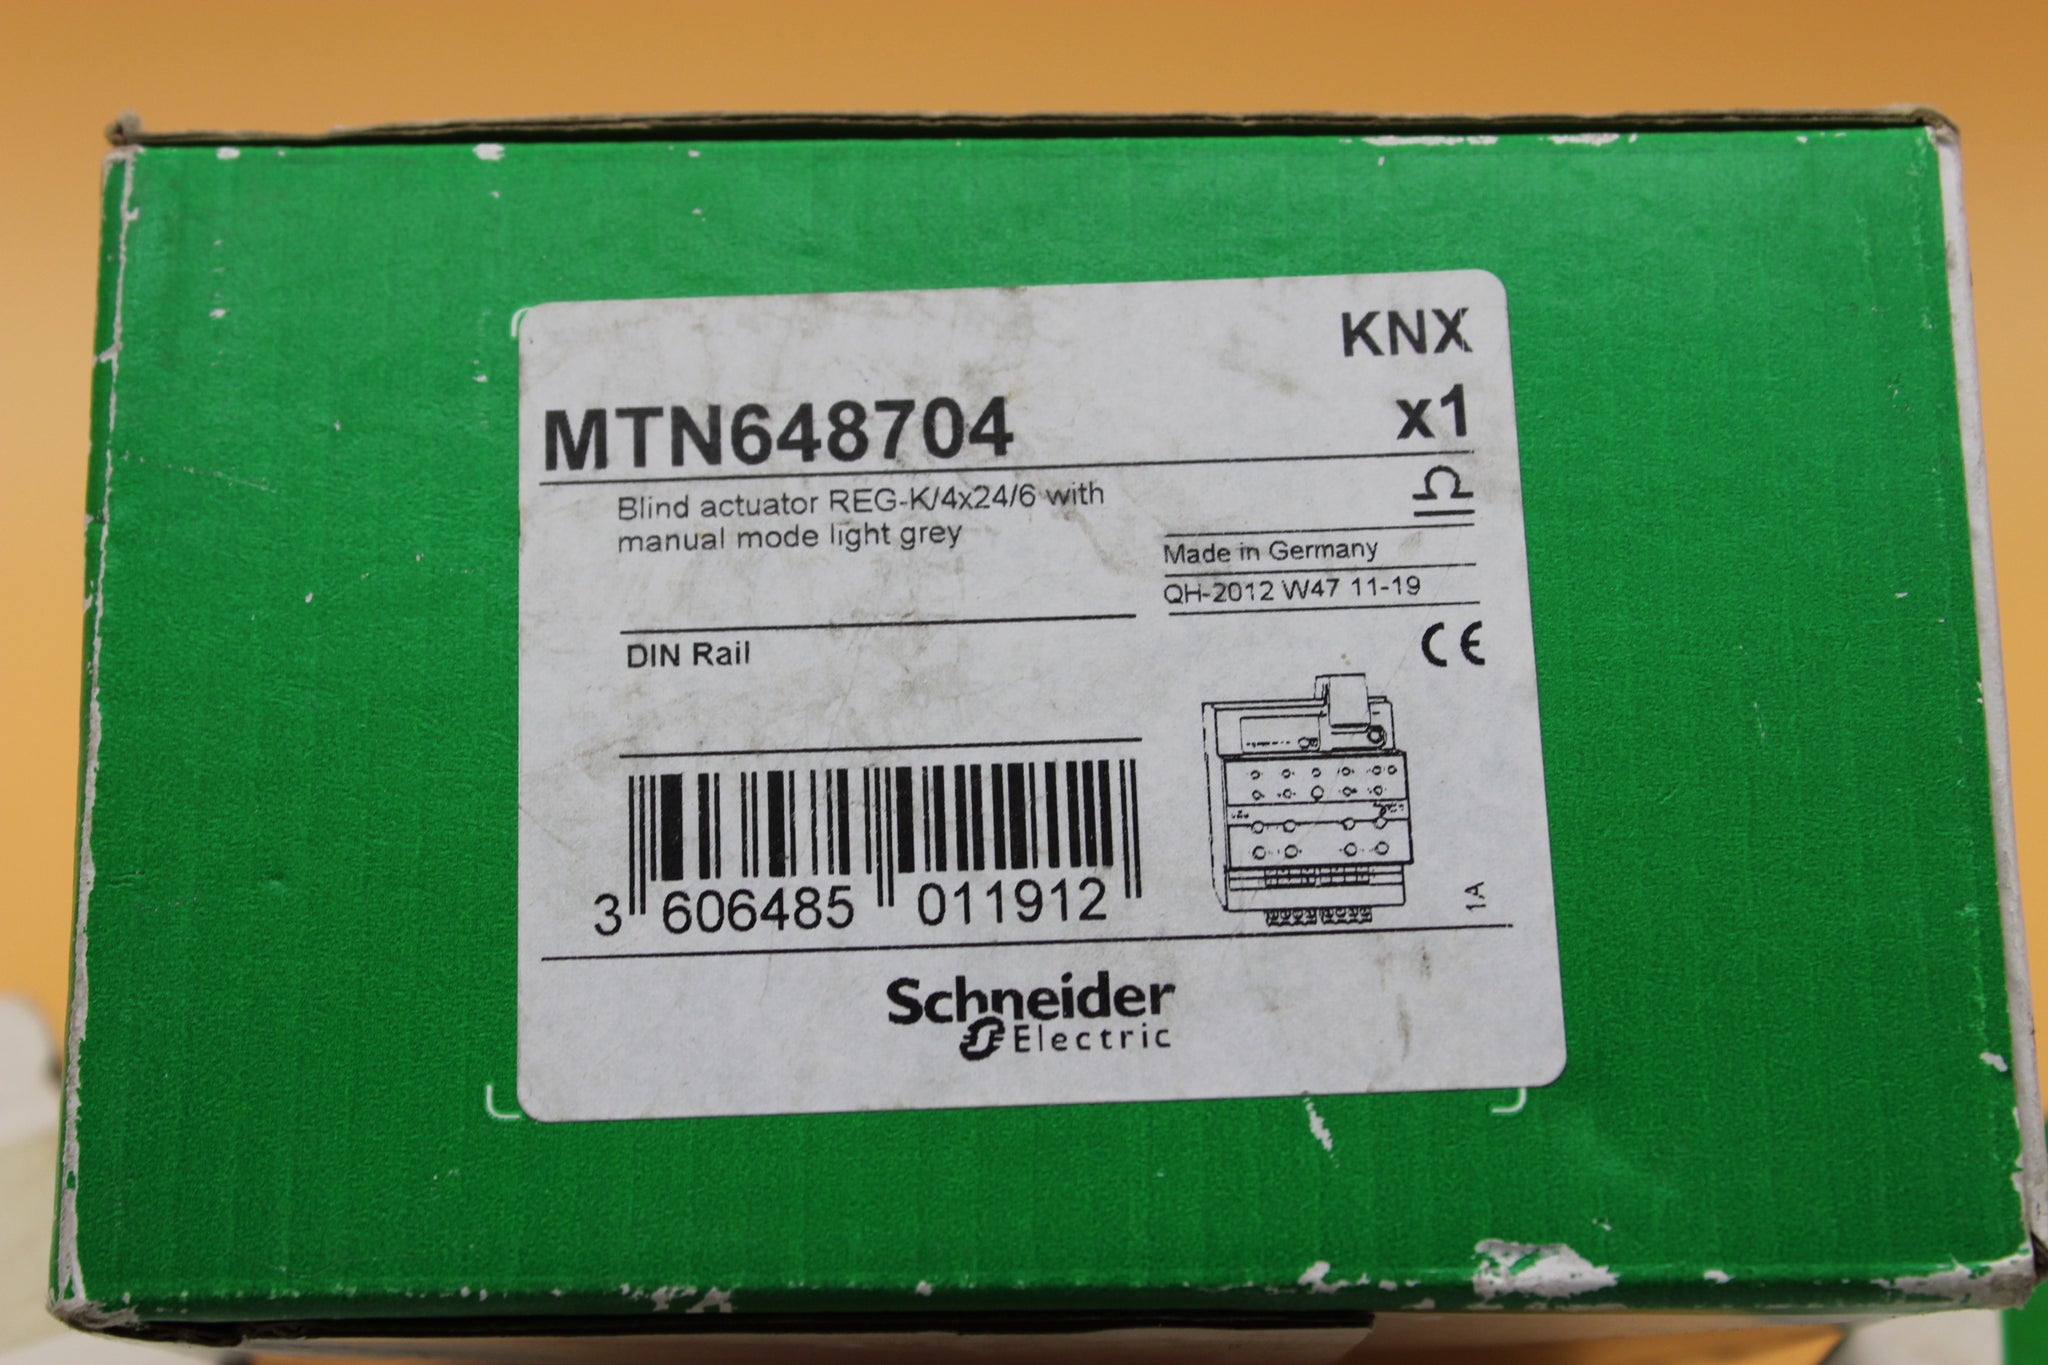 KNX
MTN648704 x1
Blind actuator REG-K/4x24/6 with
manual mode light grey
Made in Germany
QH-2012 W47 11-19
DIN Rail
CE
3 606485 011912
1A
Schneider
Electric